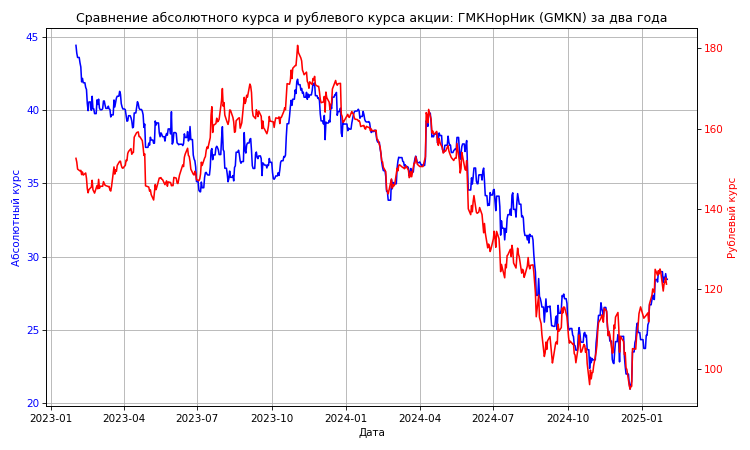 Сравнение абсолютного курса и рублевого курса акции: ГМКНорНик (GMKN) за два года
45
40
35
30
25
20
Абсолютный курс
180
160
140
120
100
Рублевый курс
2023-01 2023-04 2023-07 2023-10 2024-01 2024-04 2024-07 2024-10 2025-01
Дата